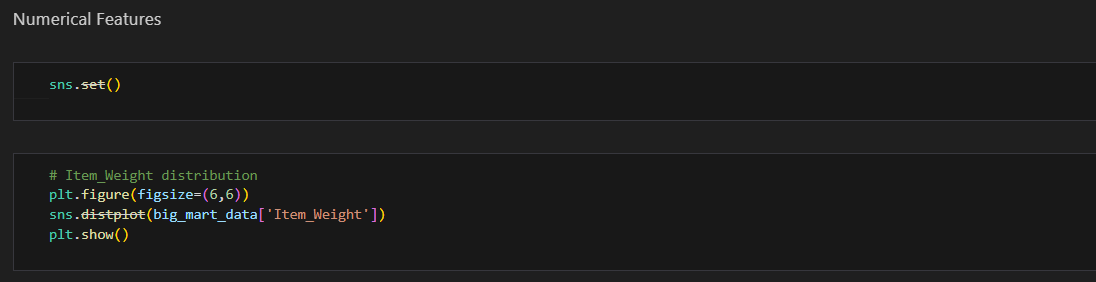 Numerical Features
sns.set()
# Item_Weight distribution
plt.figure(figsize=(6,6))
sns.distplot(big_mart_data['Item_Weight'])
plt.show()